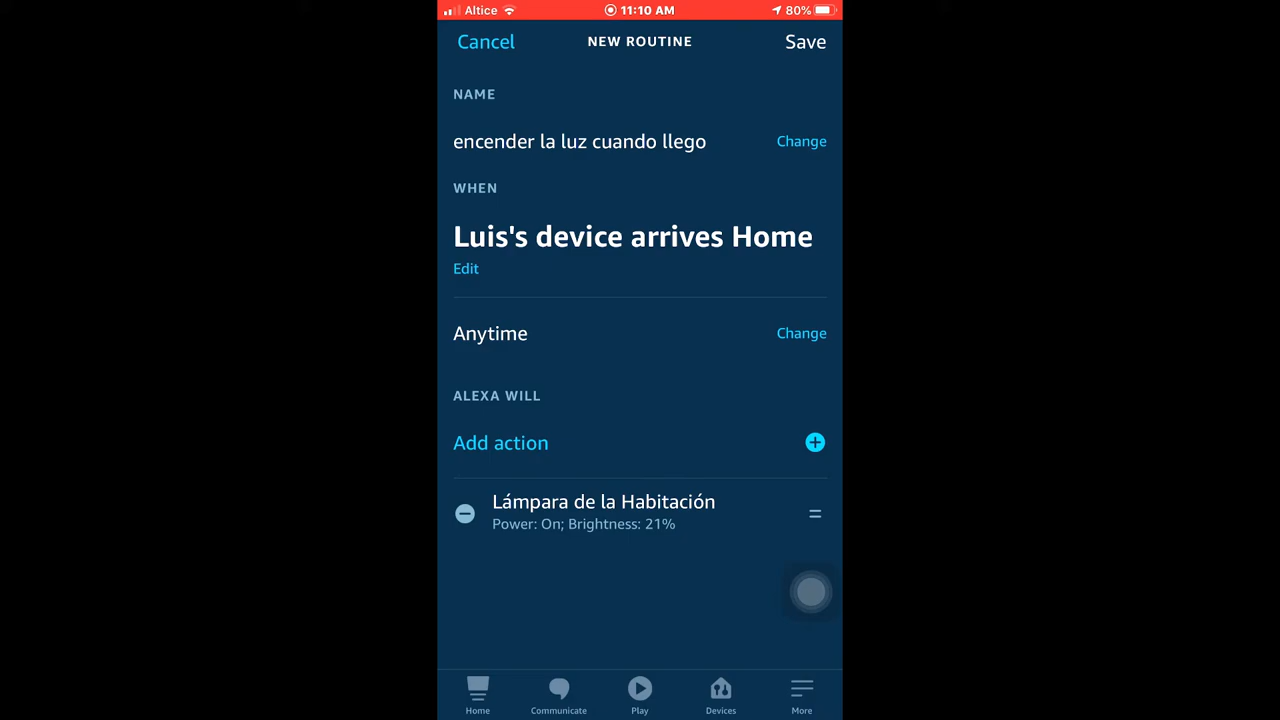 Altice 11:10 AM 80%
Cancel NEW ROUTINE Save
NAME
encender la luz cuando llego Change
WHEN
Luis's device arrives Home
Edit
Anytime Change
ALEXA WILL
Add action
Lámpara de la Habitación
Power: On; Brightness: 21%
Home Communicate Play Devices More